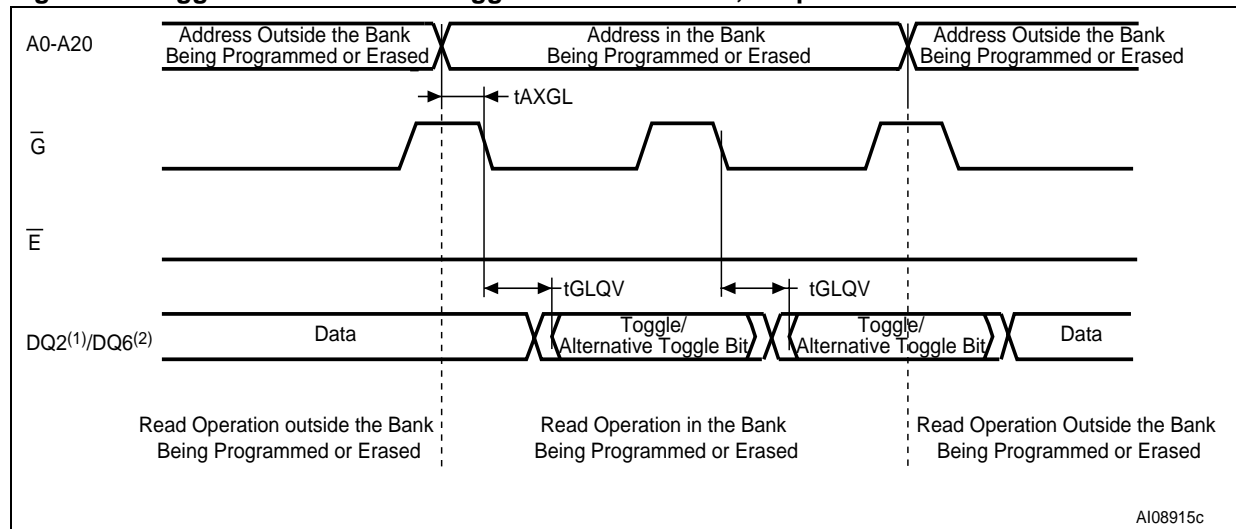 A0-A20
Address Outside the Bank
Being Programmed or Erased
Address in the Bank
Being Programmed or Erased
Address Outside the Bank
Being Programmed or Erased
tAXGL
G
E
tGLQV
tGLQV
DQ2(1)/DQ6(2)
Data
Toggle/
Alternative Toggle Bit
Toggle/
Alternative Toggle Bit
Data
Read Operation outside the Bank
Being Programmed or Erased
Read Operation in the Bank
Being Programmed or Erased
Read Operation Outside the Bank
Being Programmed or Erased
AI08915c